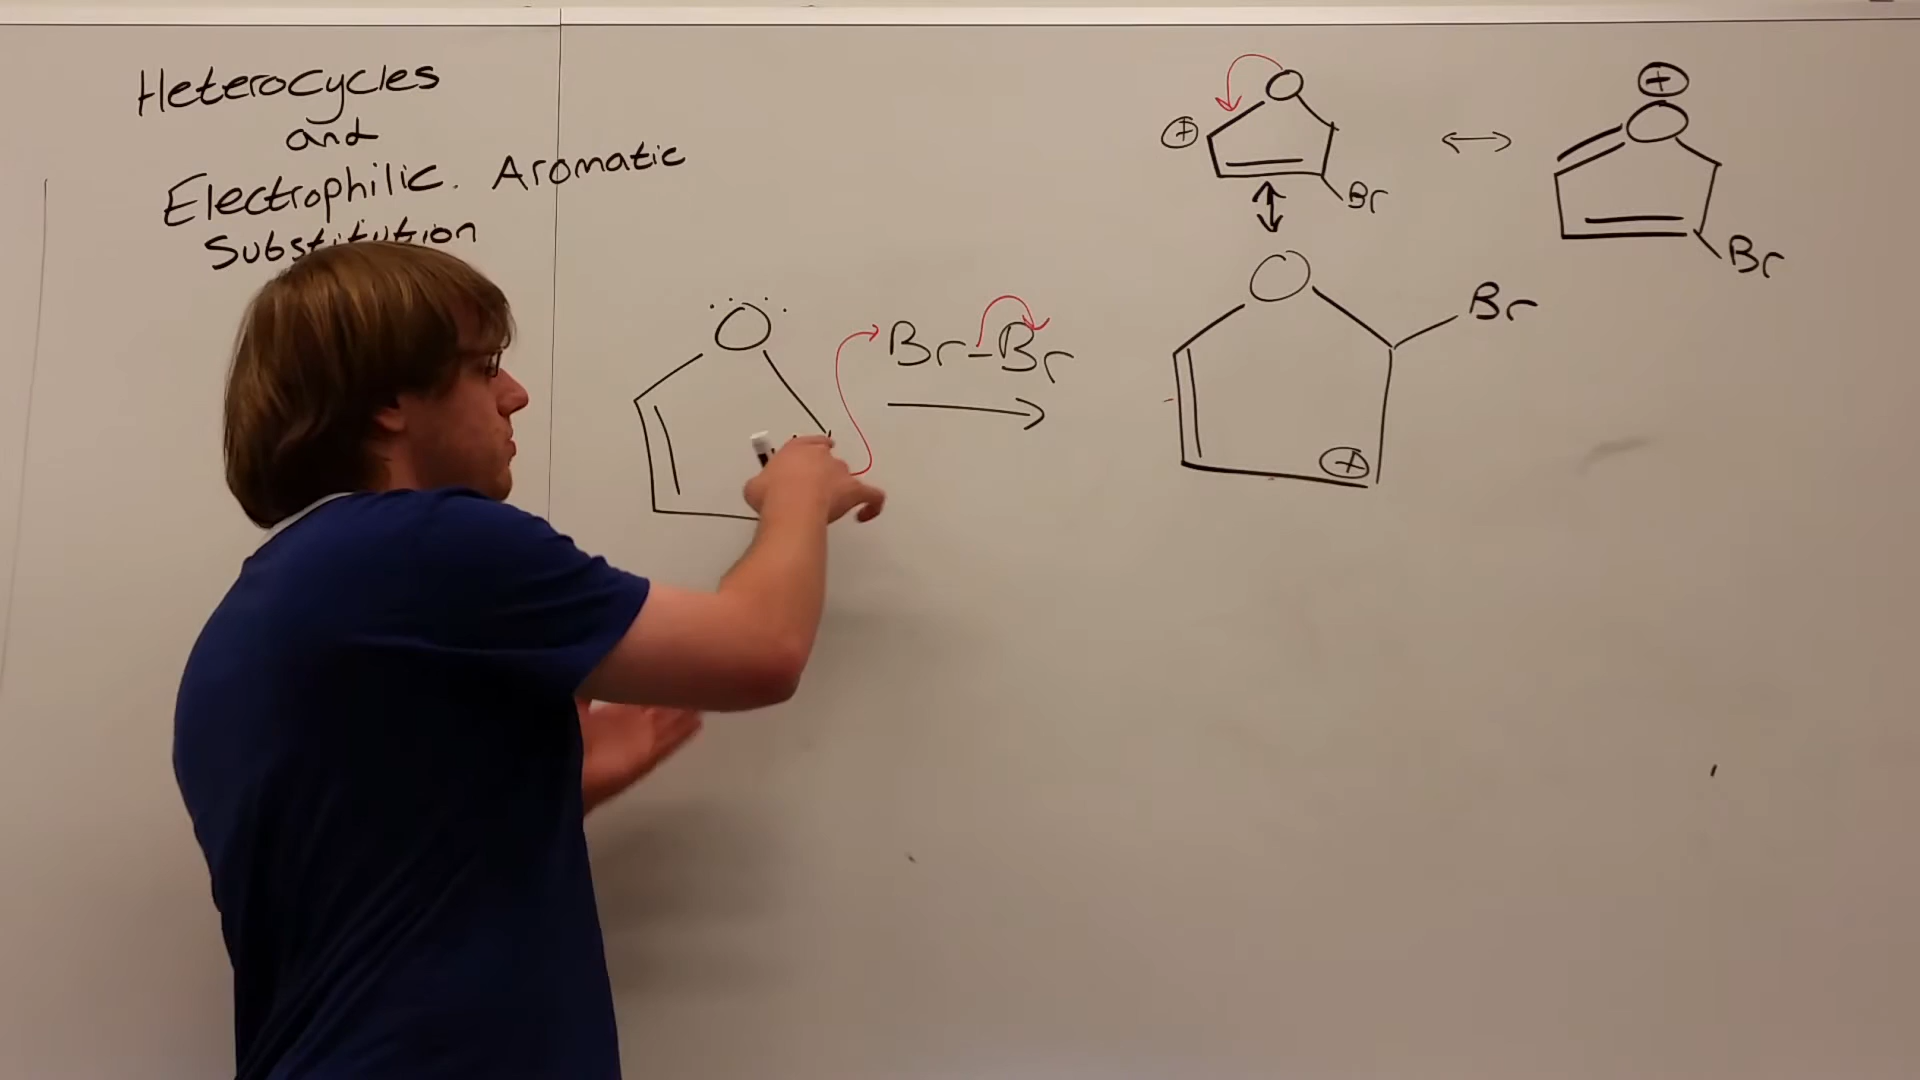 Heterocycles
and
Electrophilic. Aromatic
Substitution
O
Br-Br
O
+
Br
+
O
Br
O
Br
+